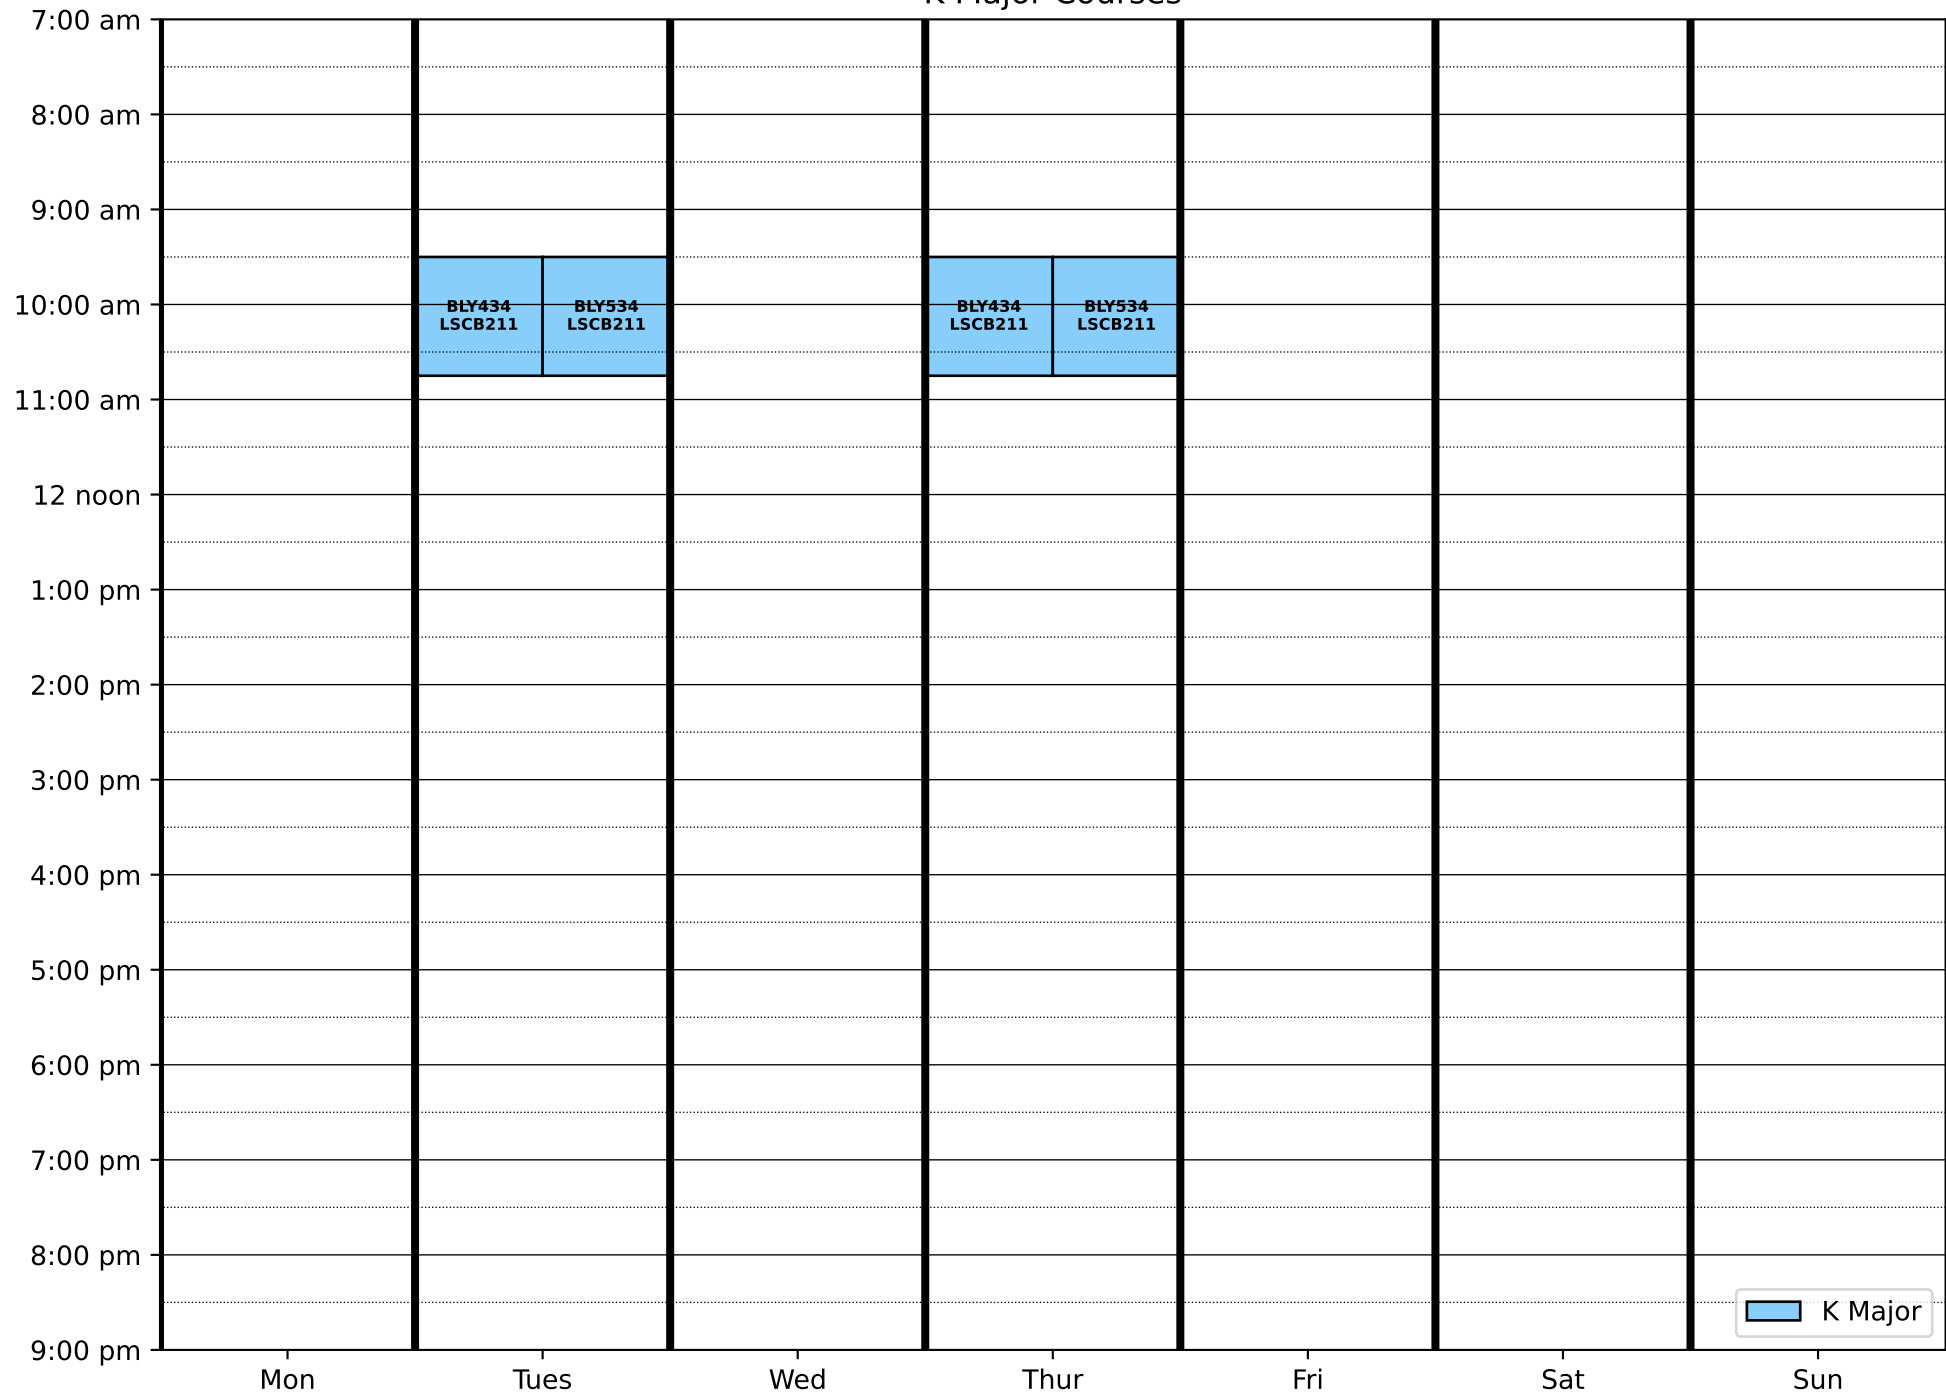 K Major Courses
7:00 am
8:00 am
9:00 am
10:00 am
BLY434
LSCB211
BLY534
LSCB211
BLY434
LSCB211
BLY534
LSCB211
11:00 am
12 noon
1:00 pm
2:00 pm
3:00 pm
4:00 pm
5:00 pm
6:00 pm
7:00 pm
8:00 pm
K Major
9:00 pm
Mon Tues Wed Thur Fri Sat Sun